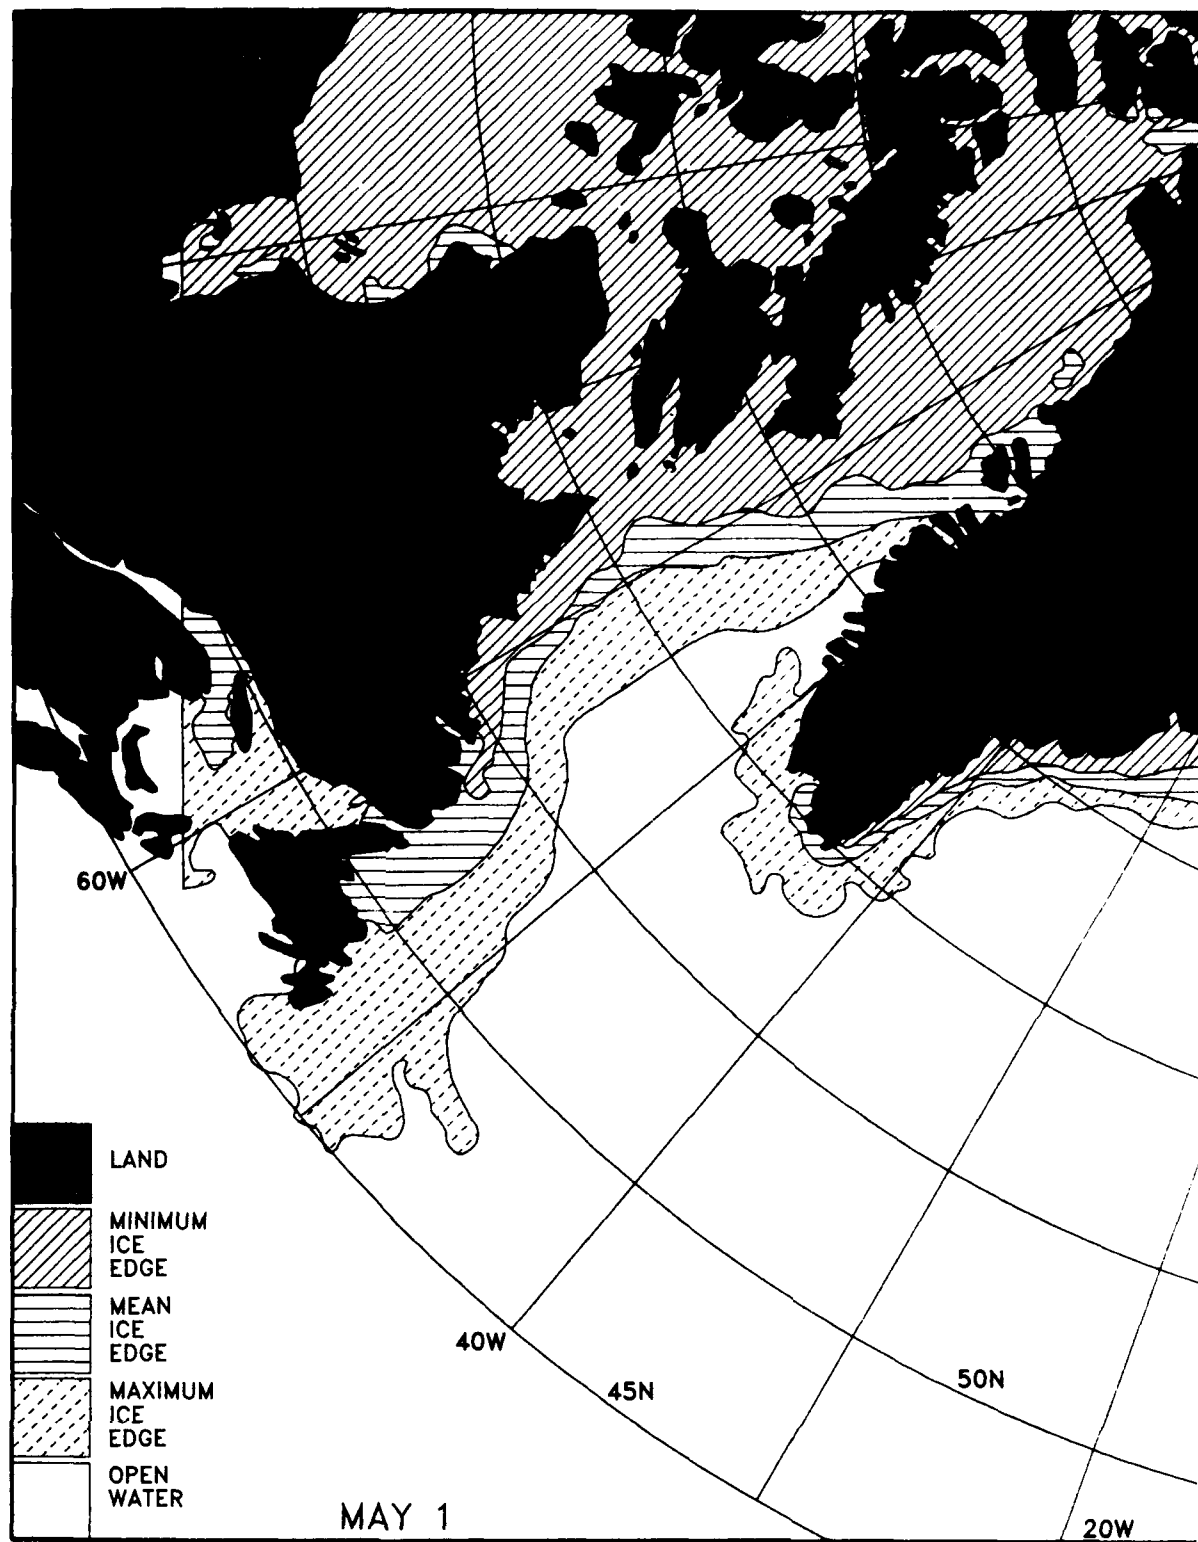 60W
LAND
MINIMUM
ICE
EDGE
MEAN
ICE
EDGE
MAXIMUM
ICE
EDGE
OPEN
WATER
MAY 1
40W
45N
50N
20W